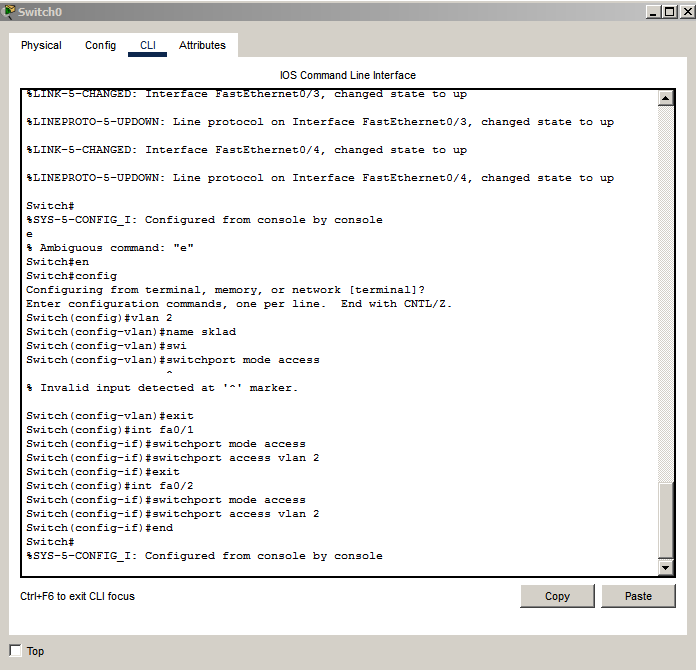 Switch0
Physical Config CLI Attributes
IOS Command Line Interface
%LINK-5-CHANGED: Interface FastEthernet0/3, changed state to up
%LINEPROTO-5-UPDOWN: Line protocol on Interface FastEthernet0/3, changed state to up
%LINK-5-CHANGED: Interface FastEthernet0/4, changed state to up
%LINEPROTO-5-UPDOWN: Line protocol on Interface FastEthernet0/4, changed state to up
Switch#
%SYS-5-CONFIG_I: Configured from console by console
e
% Ambiguous command: "e"
Switch#en
Switch#config
Configuring from terminal, memory, or network [terminal]?
Enter configuration commands, one per line.  End with CNTL/Z.
Switch(config)#vlan 2
Switch(config-vlan)#name sklad
Switch(config-vlan)#swi
Switch(config-vlan)#switchport mode access
^
% Invalid input detected at '^' marker.
Switch(config-vlan)#exit
Switch(config)#int fa0/1
Switch(config-if)#switchport mode access
Switch(config-if)#switchport access vlan 2
Switch(config-if)#exit
Switch(config)#int fa0/2
Switch(config-if)#switchport mode access
Switch(config-if)#switchport access vlan 2
Switch(config-if)#end
Switch#
%SYS-5-CONFIG_I: Configured from console by console
Ctrl+F6 to exit CLI focus
Copy Paste
Top